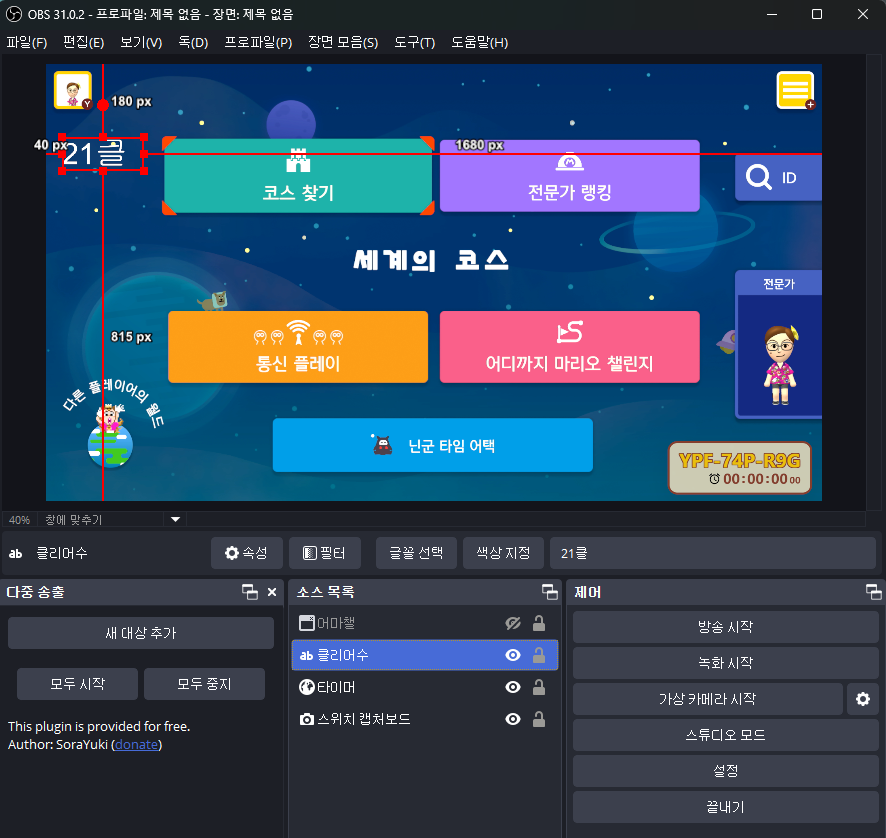 OBS 31.0.2 - 프로파일: 제목 없음 - 장면: 제목 없음
파일(F) 편집(E) 보기(V) 독(D) 프로파일(P) 장면 모음(S) 도구(T) 도움말(H)
Y
180 px
40 px
21클
1680 px
코스 찾기
전문가 랭킹
ID
세계의 코스
전문가
815 px
통신 플레이
어디까지 마리오 챌린지
다른 플레이어의 월드
닌군 타임 어택
YPF-74P-R9G
00:00:00 00
40% 창에 맞추기
ab 클리어수 속성 필터 글꼴 선택 색상 지정 21클
다중 송출
새 대상 추가
모두 시작 모두 중지
This plugin is provided for free.
Author: SoraYuki (donate)
소스 목록
어마챌
ab 클리어수
타이머
스위치 캡처보드
제어
방송 시작
녹화 시작
가상 카메라 시작
스튜디오 모드
설정
끝내기